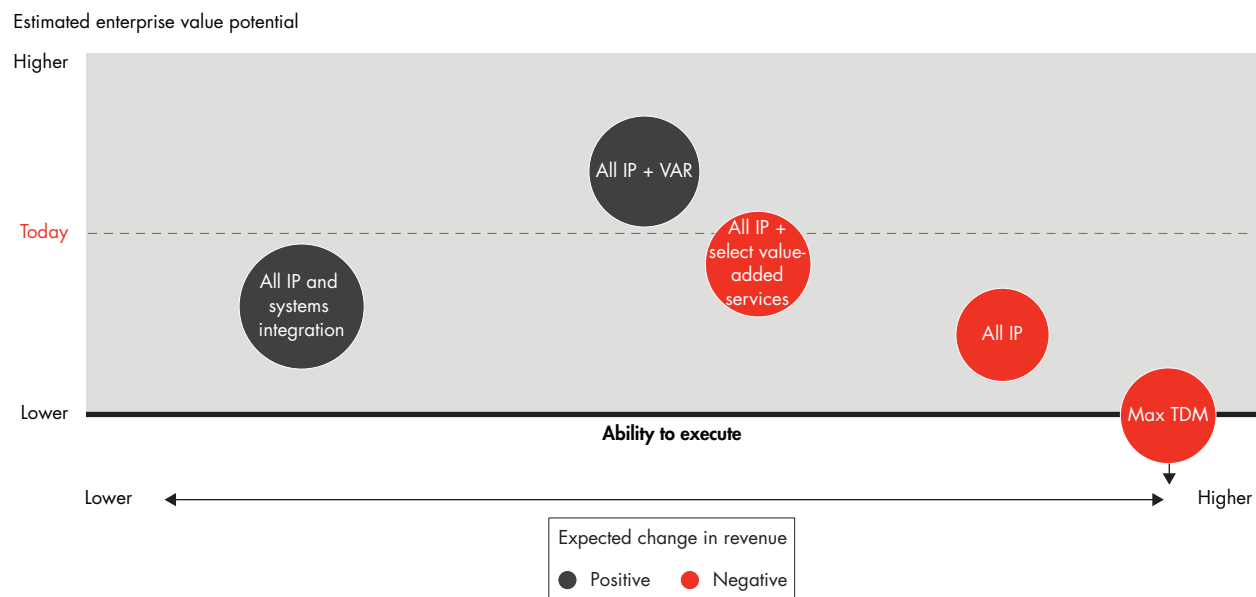 Estimated enterprise value potential
Higher
All IP + VAR
Today
All IP +
select value-
added
services
All IP and
systems
integration
All IP
Lower
Max TDM
Ability to execute
Lower
Higher
Expected change in revenue
Positive
Negative